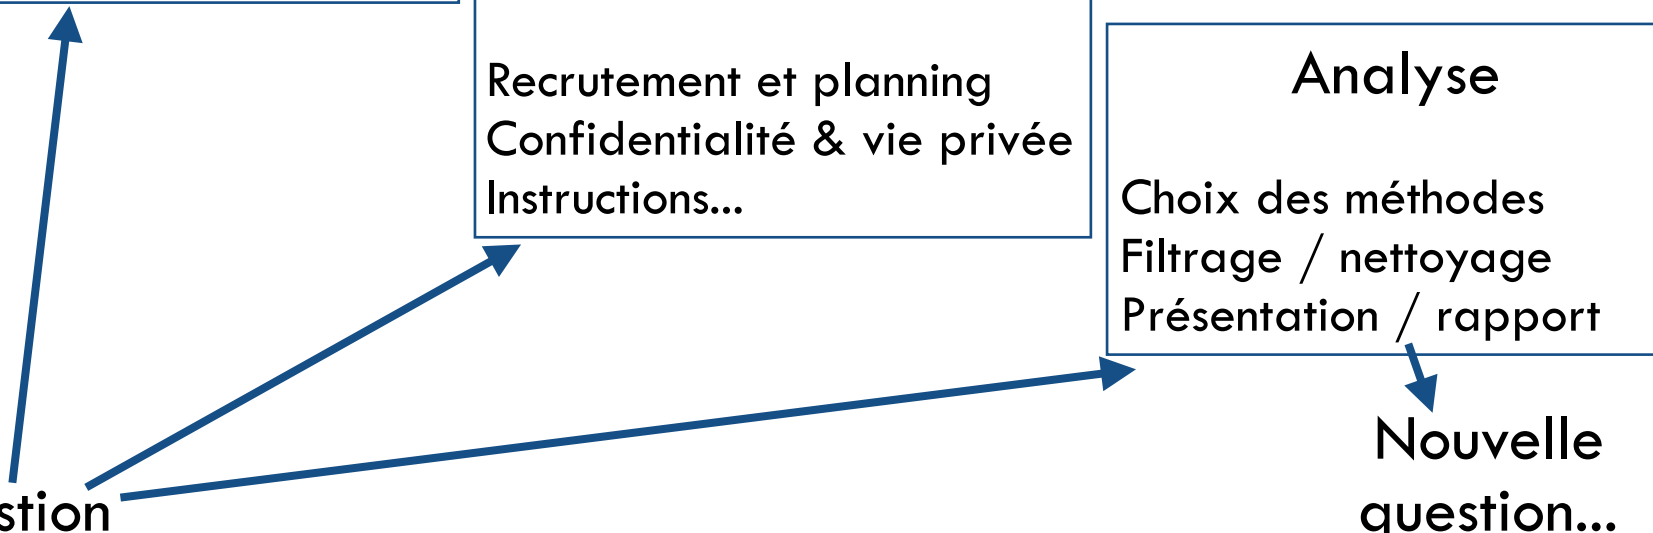 Recrutement et planning
Confidentialité & vie privée
Instructions...
Analyse
Choix des méthodes
Filtrage / nettoyage
Présentation / rapport
stion
Nouvelle
question...